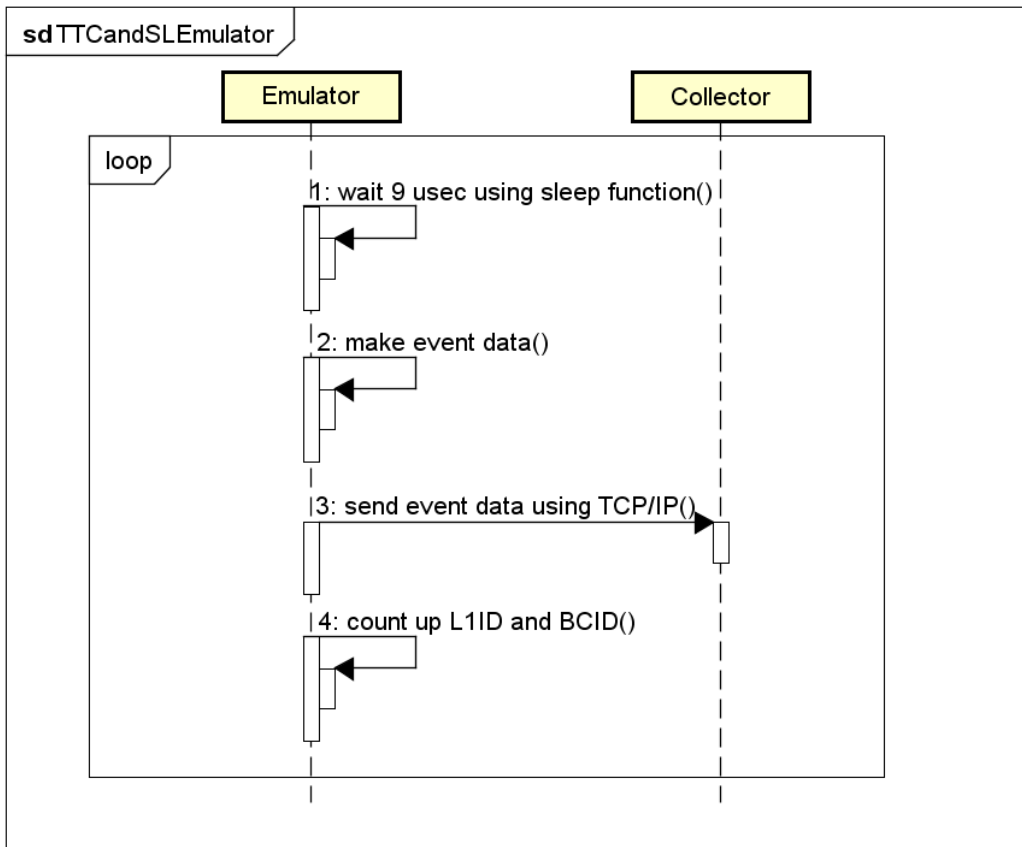 sd TTCandSLEmulator
Emulator
Collector
loop
1: wait 9 usec using sleep function()
2: make event data()
3: send event data using TCP/IP()
4: count up L1ID and BCID()